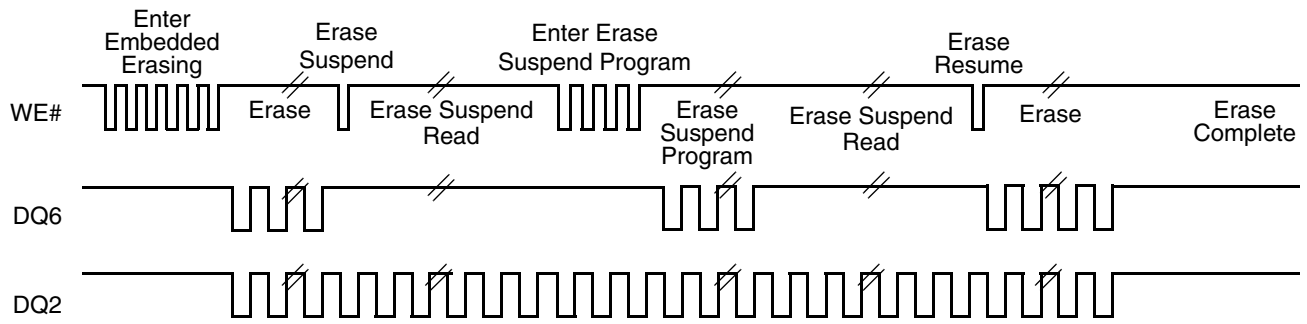 Enter
Embedded
Erasing
Erase
Suspend
Enter Erase
Suspend Program
Erase
Resume
WE#
Erase
Erase Suspend
Read
Erase
Suspend
Program
Erase Suspend
Read
Erase
Erase
Complete
DQ6
DQ2